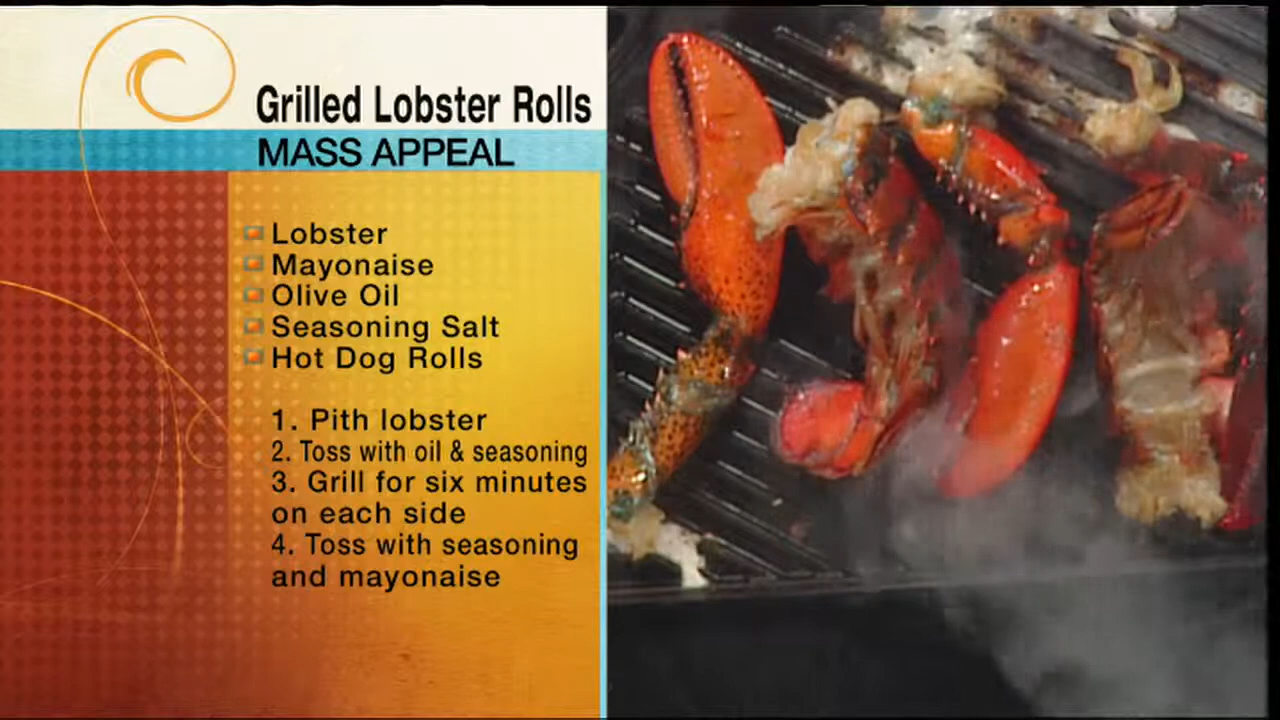 Grilled Lobster Rolls
MASS APPEAL
Lobster
Mayonaise
Olive Oil
Seasoning Salt
Hot Dog Rolls
1. Pith lobster
2. Toss with oil & seasoning
3. Grill for six minutes
on each side
4. Toss with seasoning
and mayonaise